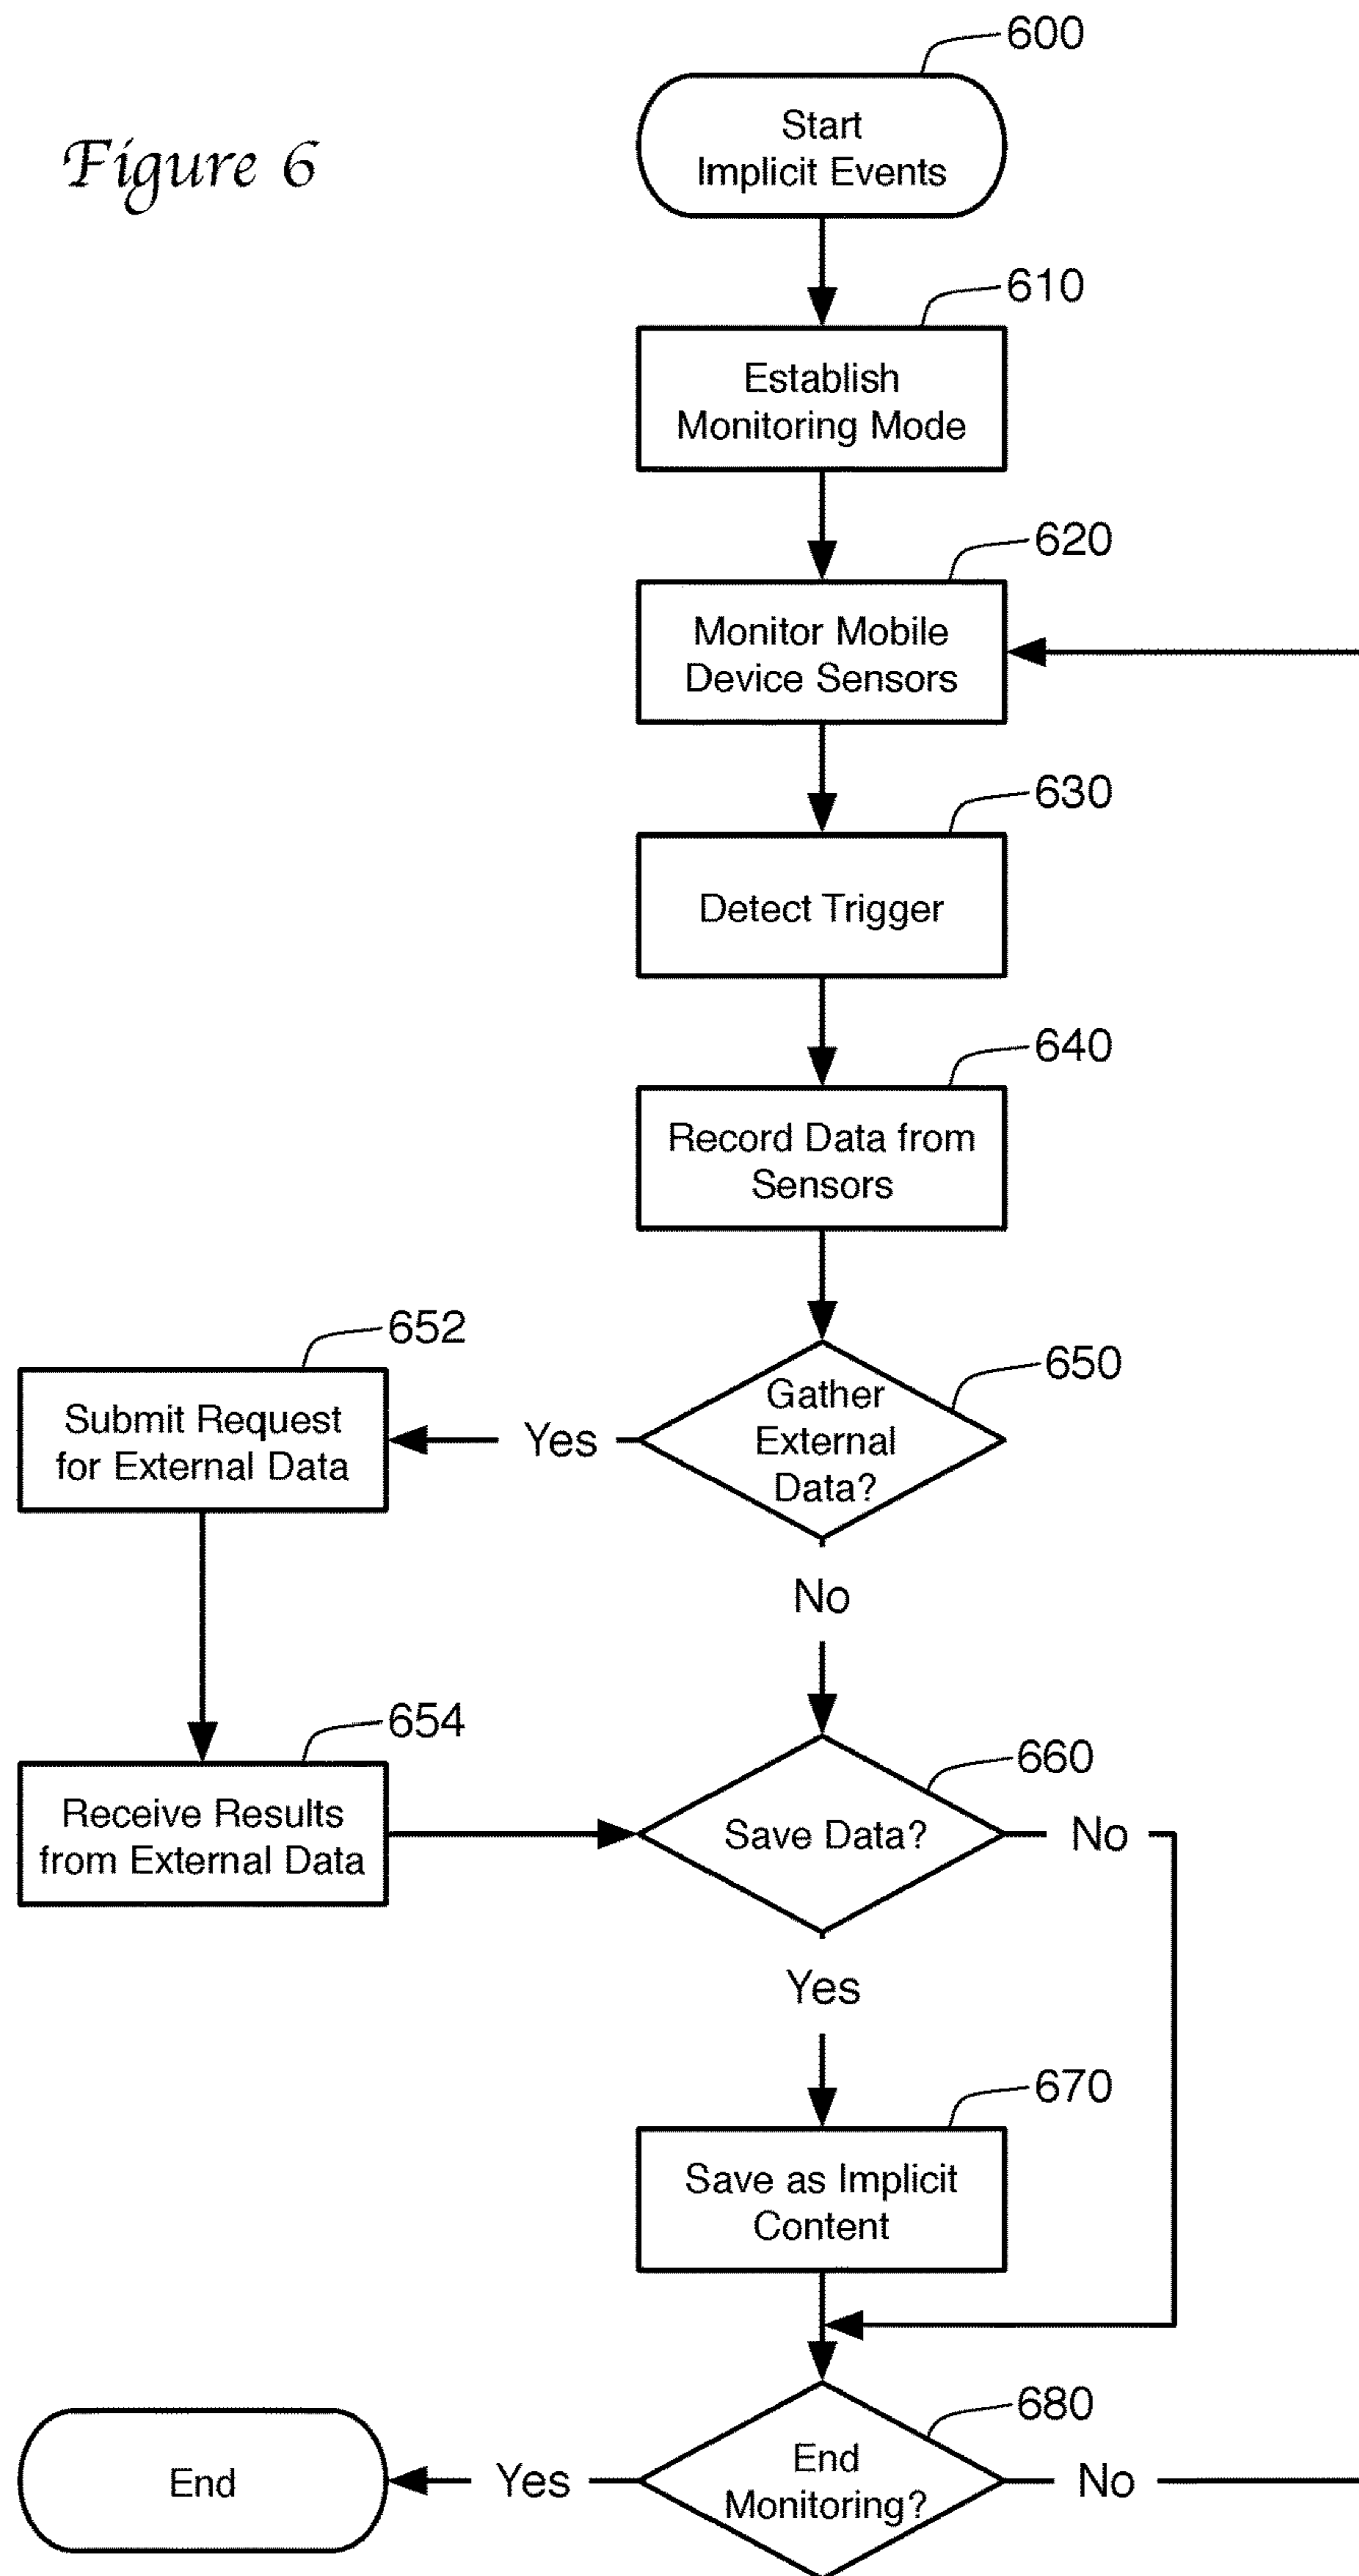 Figure 6
600
Start
Implicit Events
610
Establish
Monitoring Mode
620
Monitor Mobile
Device Sensors
630
Detect Trigger
640
Record Data from
Sensors
650
Gather
External
Data?
Yes
652
Submit Request
for External Data
No
654
Receive Results
from External Data
660
Save Data?
No
Yes
670
Save as Implicit
Content
680
End
Monitoring?
Yes
No
End